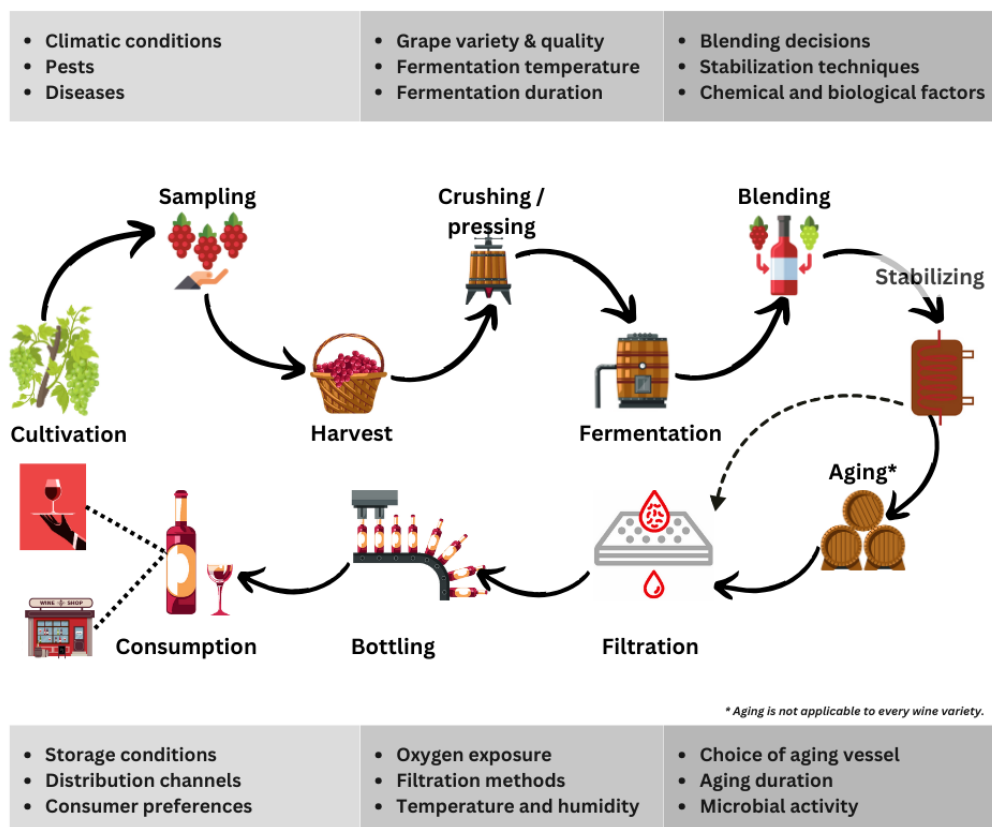 • Climatic conditions
• Pests
• Diseases
• Grape variety & quality
• Fermentation temperature
• Fermentation duration
• Blending decisions
• Stabilization techniques
• Chemical and biological factors
Sampling
Crushing /
pressing
Blending
Stabilizing
Cultivation
Harvest
Fermentation
Aging*
WINE SHOP
Consumption
Bottling
Filtration
* Aging is not applicable to every wine variety.
• Storage conditions
• Distribution channels
• Consumer preferences
• Oxygen exposure
• Filtration methods
• Temperature and humidity
• Choice of aging vessel
• Aging duration
• Microbial activity